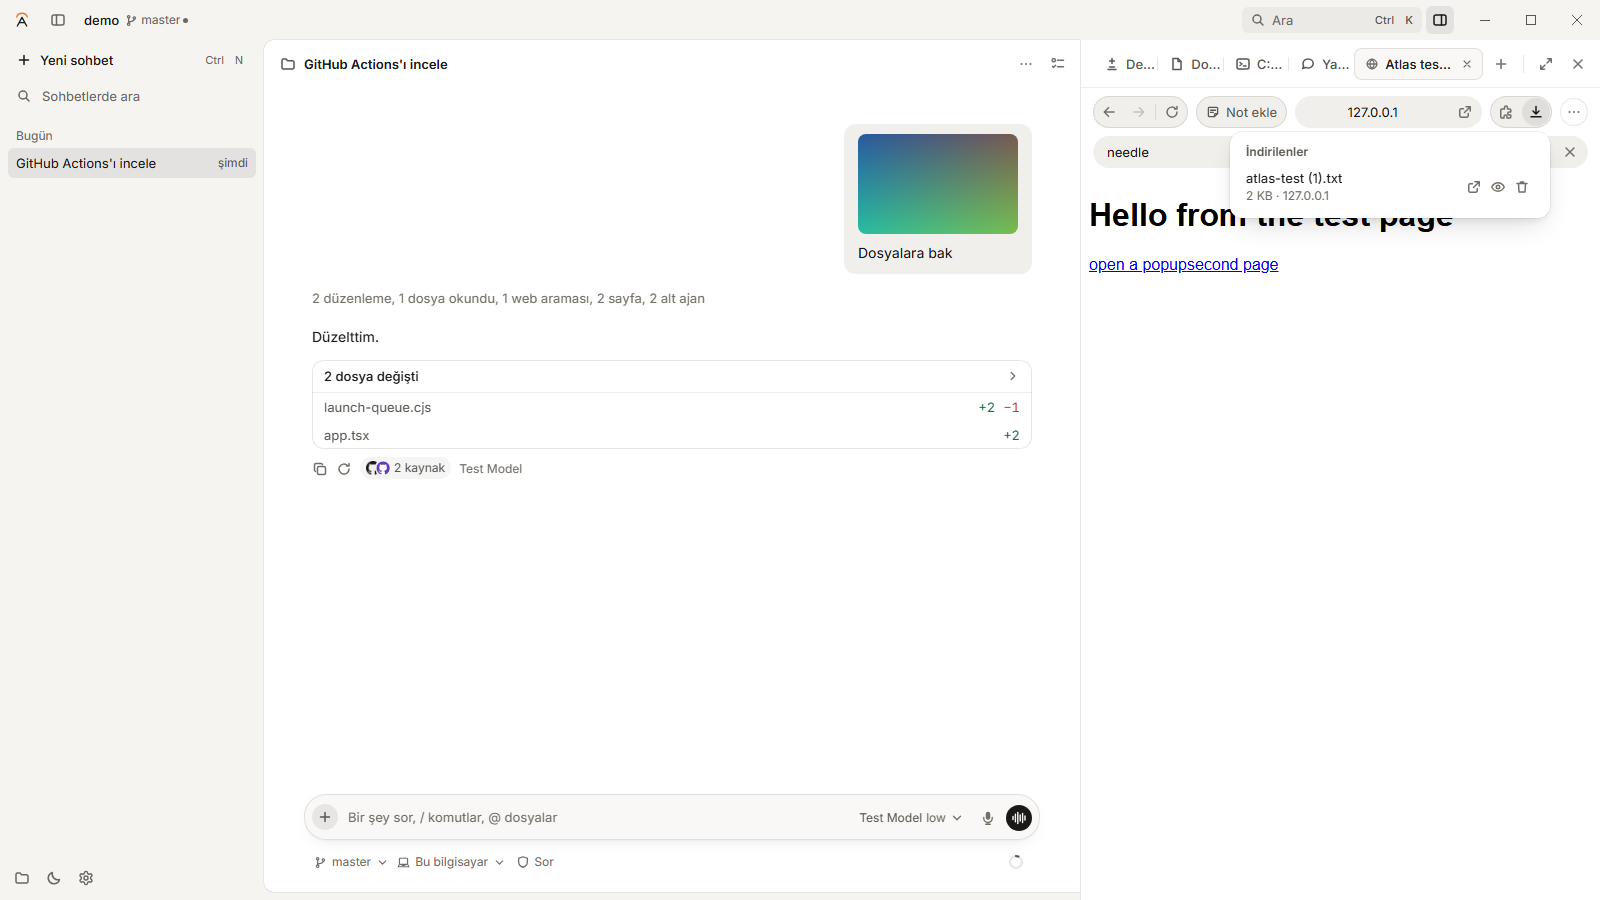 demo master
Ara Ctrl K
Yeni sohbet Ctrl N
Sohbetlerde ara
Bugün
GitHub Actions'ı incele şimdi
GitHub Actions'ı incele
Dosyalara bak
2 düzenleme, 1 dosya okundu, 1 web araması, 2 sayfa, 2 alt ajan
Düzelttim.
2 dosya değişti
launch-queue.cjs +2 −1
app.tsx +2
2 kaynak Test Model
Bir şey sor, / komutlar, @ dosyalar Test Model low
master Bu bilgisayar Sor
De... Do... C:... Ya... Atlas tes...
Not ekle 127.0.0.1
needle
İndirilenler
atlas-test (1).txt
2 KB · 127.0.0.1
Hello from the test page
open a popupsecond page